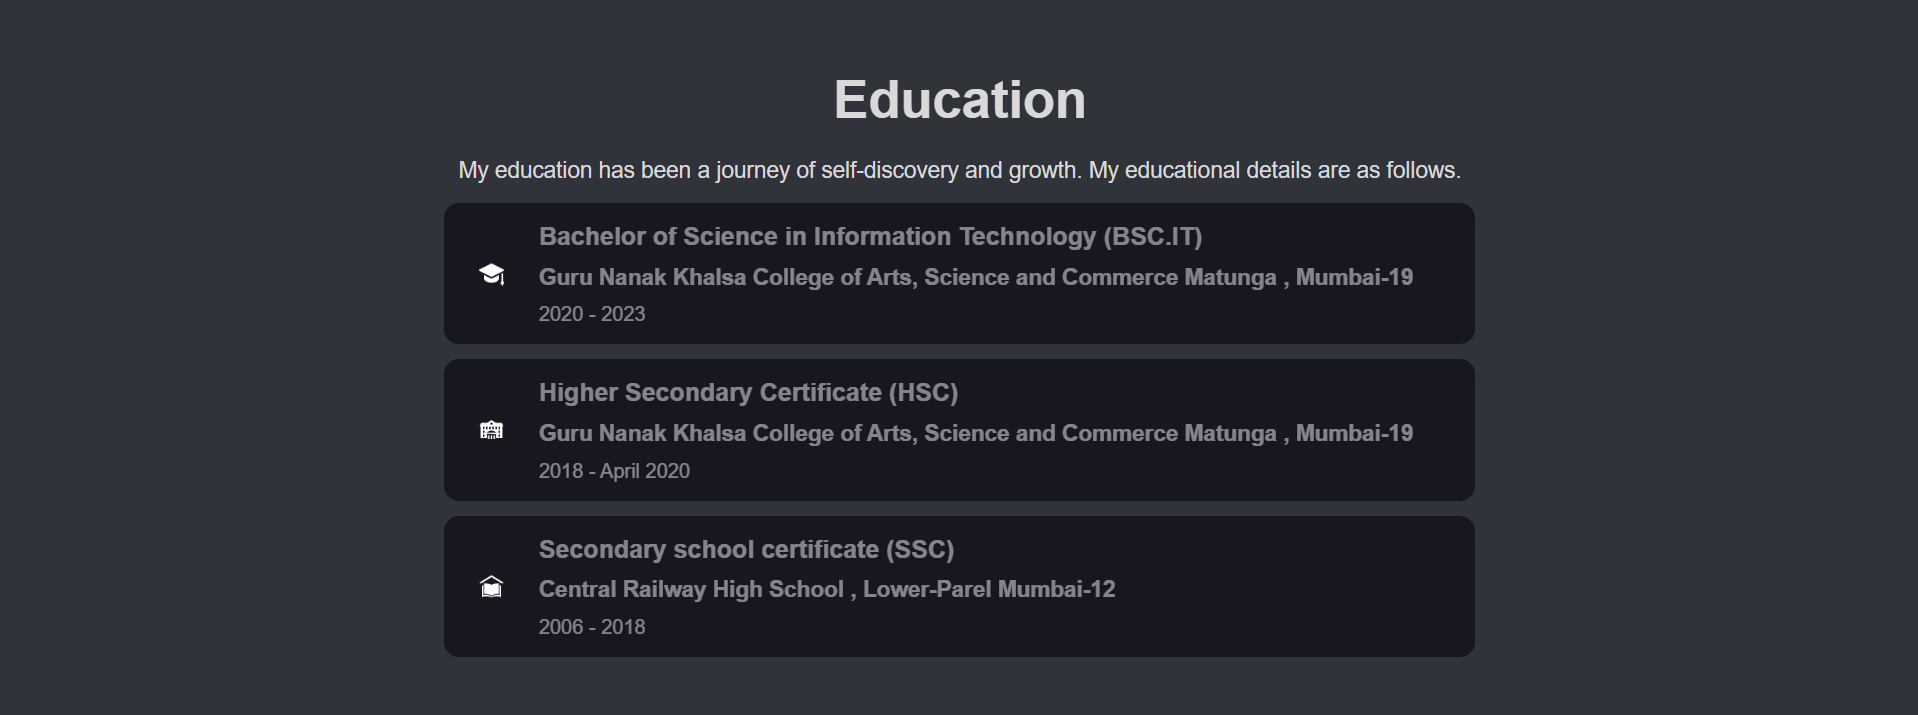 Education
My education has been a journey of self-discovery and growth. My educational details are as follows.
Bachelor of Science in Information Technology (BSC.IT)
Guru Nanak Khalsa College of Arts, Science and Commerce Matunga , Mumbai-19
2020 - 2023
Higher Secondary Certificate (HSC)
Guru Nanak Khalsa College of Arts, Science and Commerce Matunga , Mumbai-19
2018 - April 2020
Secondary school certificate (SSC)
Central Railway High School , Lower-Parel Mumbai-12
2006 - 2018